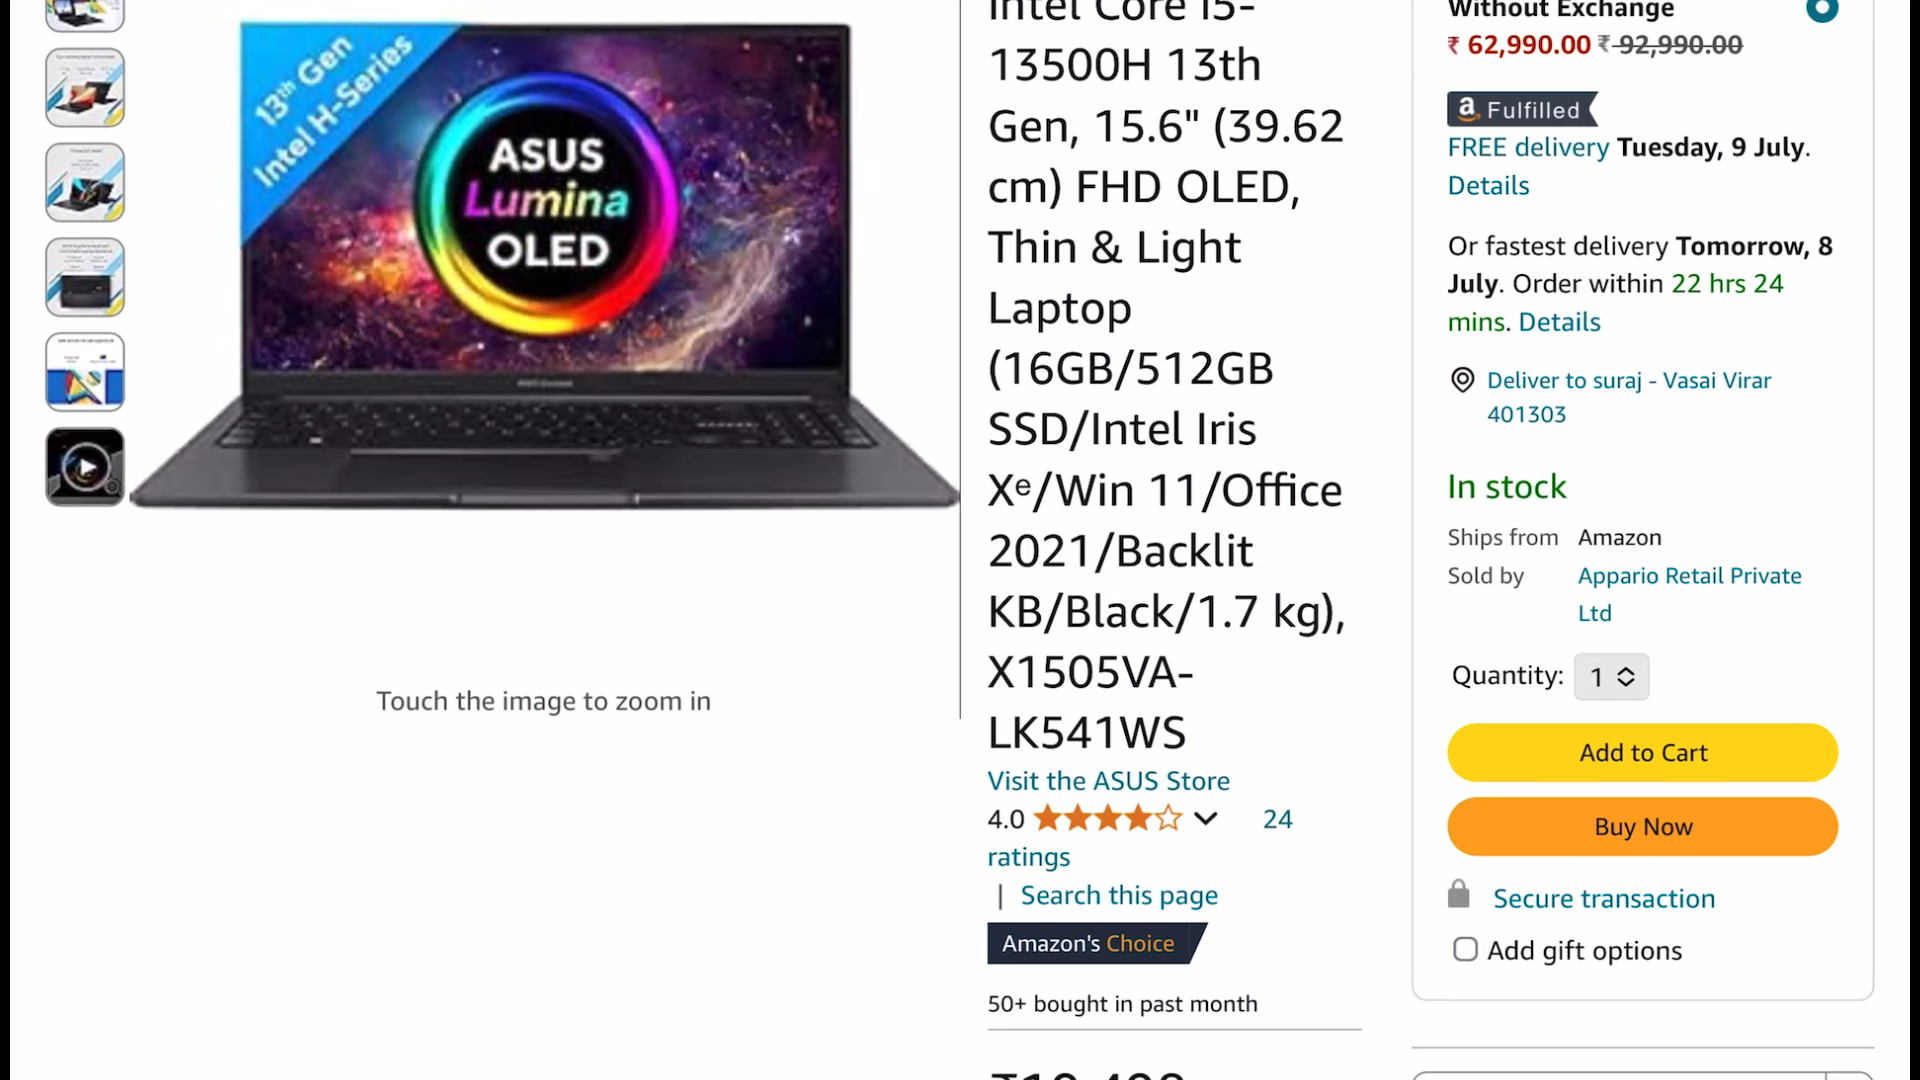 13th Gen
Intel H-Series
ASUS
Lumina
OLED
Touch the image to zoom in
Intel Core i5-
13500H 13th
Gen, 15.6" (39.62
cm) FHD OLED,
Thin & Light
Laptop
(16GB/512GB
SSD/Intel Iris
Xᵉ/Win 11/Office
2021/Backlit
KB/Black/1.7 kg),
X1505VA-
LK541WS
Visit the ASUS Store
4.0 24
ratings
| Search this page
Amazon's Choice
50+ bought in past month
Without Exchange
₹ 62,990.00 ₹ 92,990.00
a Fulfilled
FREE delivery Tuesday, 9 July.
Details
Or fastest delivery Tomorrow, 8
July. Order within 22 hrs 24
mins. Details
Deliver to suraj - Vasai Virar
401303
In stock
Ships from Amazon
Sold by Appario Retail Private
Ltd
Quantity: 1
Add to Cart
Buy Now
Secure transaction
Add gift options